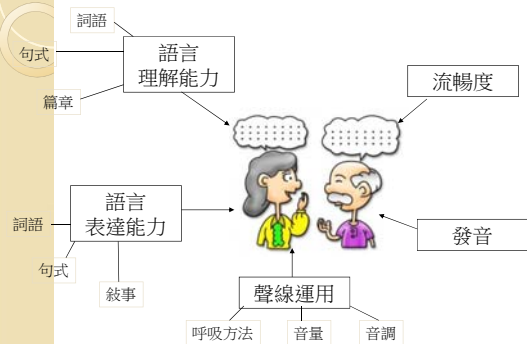 詞語
句式
語言
理解能力
篇章
流暢度
語言
表達能力
詞語
句式
敍事
發音
聲線運用
呼吸方法
音量
音調